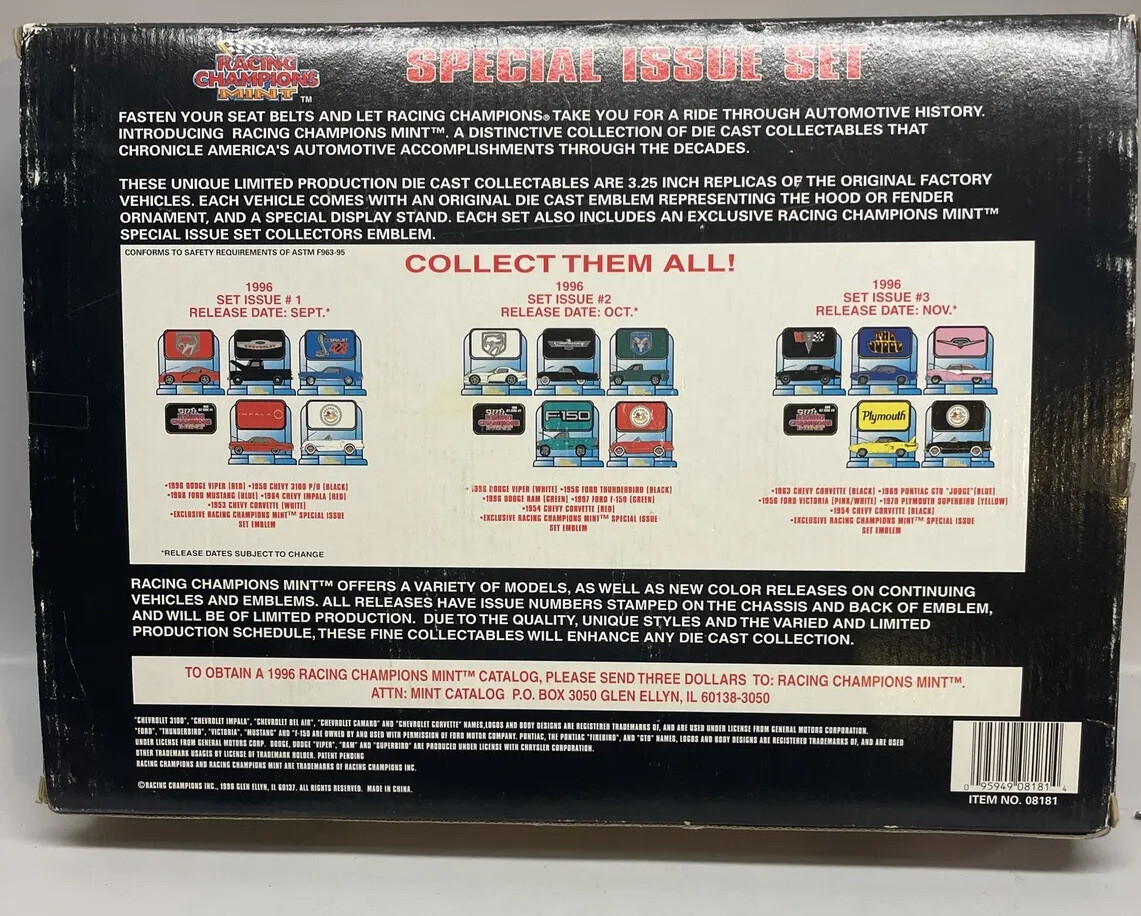 RACING
CHAMPIONS
MINT™
SPECIAL ISSUE SET
FASTEN YOUR SEAT BELTS AND LET RACING CHAMPIONS® TAKE YOU FOR A RIDE THROUGH AUTOMOTIVE HISTORY.
INTRODUCING RACING CHAMPIONS MINT™. A DISTINCTIVE COLLECTION OF DIE CAST COLLECTABLES THAT
CHRONICLE AMERICA'S AUTOMOTIVE ACCOMPLISHMENTS THROUGH THE DECADES.
THESE UNIQUE LIMITED PRODUCTION DIE CAST COLLECTABLES ARE 3.25 INCH REPLICAS OF THE ORIGINAL FACTORY
VEHICLES. EACH VEHICLE COMES WITH AN ORIGINAL DIE CAST EMBLEM REPRESENTING THE HOOD OR FENDER
ORNAMENT, AND A SPECIAL DISPLAY STAND. EACH SET ALSO INCLUDES AN EXCLUSIVE RACING CHAMPIONS MINT™
SPECIAL ISSUE SET COLLECTORS EMBLEM.
CONFORMS TO SAFETY REQUIREMENTS OF ASTM F963-95
COLLECT THEM ALL!
1996
SET ISSUE # 1
RELEASE DATE: SEPT.*
CHEVROLET
IMPALA
•1996 DODGE VIPER [RED] •1950 CHEVY 3100 P/U [BLACK]
•1968 FORD MUSTANG [BLUE] •1964 CHEVY IMPALA [RED]
•1953 CHEVY CORVETTE [WHITE]
•EXCLUSIVE RACING CHAMPIONS MINT™ SPECIAL ISSUE
SET EMBLEM
1996
SET ISSUE #2
RELEASE DATE: OCT.*
F-150
•1996 DODGE VIPER [WHITE] •1956 FORD THUNDERBIRD [BLACK]
•1996 DODGE RAM [GREEN] •1997 FORD F-150 [GREEN]
•1954 CHEVY CORVETTE [RED]
•EXCLUSIVE RACING CHAMPIONS MINT™ SPECIAL ISSUE
SET EMBLEM
1996
SET ISSUE #3
RELEASE DATE: NOV.*
THE JUDGE
Plymouth
•1963 CHEVY CORVETTE [BLACK] •1969 PONTIAC GTO "JUDGE"[BLUE]
•1956 FORD VICTORIA [PINK/WHITE] •1970 PLYMOUTH SUPERBIRD [YELLOW]
•1954 CHEVY CORVETTE [BLACK]
•EXCLUSIVE RACING CHAMPIONS MINT™ SPECIAL ISSUE
SET EMBLEM
*RELEASE DATES SUBJECT TO CHANGE
RACING CHAMPIONS MINT™ OFFERS A VARIETY OF MODELS, AS WELL AS NEW COLOR RELEASES ON CONTINUING
VEHICLES AND EMBLEMS. ALL RELEASES HAVE ISSUE NUMBERS STAMPED ON THE CHASSIS AND BACK OF EMBLEM,
AND WILL BE OF LIMITED PRODUCTION. DUE TO THE QUALITY, UNIQUE STYLES AND THE VARIED AND LIMITED
PRODUCTION SCHEDULE, THESE FINE COLLECTABLES WILL ENHANCE ANY DIE CAST COLLECTION.
TO OBTAIN A 1996 RACING CHAMPIONS MINT™ CATALOG, PLEASE SEND THREE DOLLARS TO: RACING CHAMPIONS MINT™.
ATTN: MINT CATALOG P.O. BOX 3050 GLEN ELLYN, IL 60138-3050
"CHEVROLET 3100", "CHEVROLET IMPALA", "CHEVROLET BEL AIR", "CHEVROLET CAMARO" AND "CHEVROLET CORVETTE" NAMES,LOGOS AND BODY DESIGNS ARE REGISTERED TRADEMARKS OF, AND ARE USED UNDER LICENSE FROM GENERAL MOTORS CORPORATION.
"FORD", "THUNDERBIRD", "VICTORIA", "MUSTANG" AND "F-150 ARE OWNED BY AND USED WITH PERMISSION OF FORD MOTOR COMPANY. PONTIAC, THE PONTIAC "FIREBIRD", AND "GTO" NAMES, LOGOS AND BODY DESIGNS ARE REGISTERED TRADEMARKS OF, AND ARE USED
UNDER LICENSE FROM GENERAL MOTORS CORP. DODGE, DODGE "VIPER", "RAM" AND "SUPERBIRD" ARE PRODUCED UNDER LICENSE WITH CHRYSLER CORPORATION.
OTHER TRADEMARK USAGES BY LICENSE OF TRADEMARK HOLDER. PATENT PENDING
RACING CHAMPIONS AND RACING CHAMPIONS MINT ARE TRADEMARKS OF RACING CHAMPIONS INC.
©RACING CHAMPIONS INC., 1996 GLEN ELLYN, IL 60137. ALL RIGHTS RESERVED. MADE IN CHINA.
0 95949 08181 4
ITEM NO. 08181